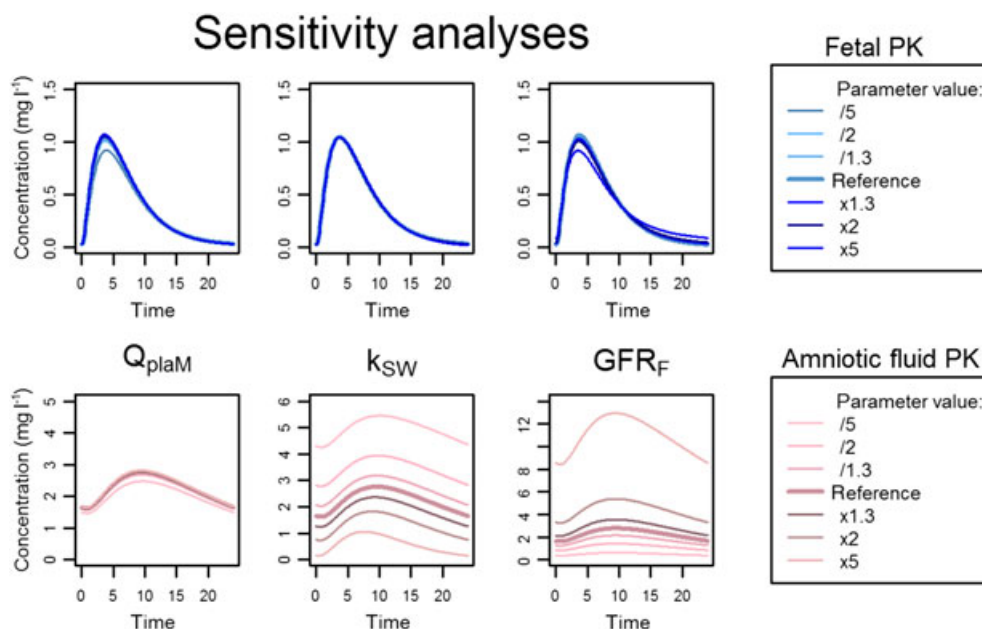 Sensitivity analyses
Concentration (mg l⁻¹)
0.0 0.5 1.0 1.5
0 5 10 15 20
Time
0.0 0.5 1.0 1.5
0 5 10 15 20
Time
0.0 0.5 1.0 1.5
0 5 10 15 20
Time
Fetal PK
Parameter value:
/5
/2
/1.3
Reference
x1.3
x2
x5
Q_plaM
k_SW
GFR_F
Concentration (mg l⁻¹)
0 1 2 3 4 5
0 5 10 15 20
Time
0 1 2 3 4 5 6
0 5 10 15 20
Time
0 2 4 6 8 12
0 5 10 15 20
Time
Amniotic fluid PK
Parameter value:
/5
/2
/1.3
Reference
x1.3
x2
x5